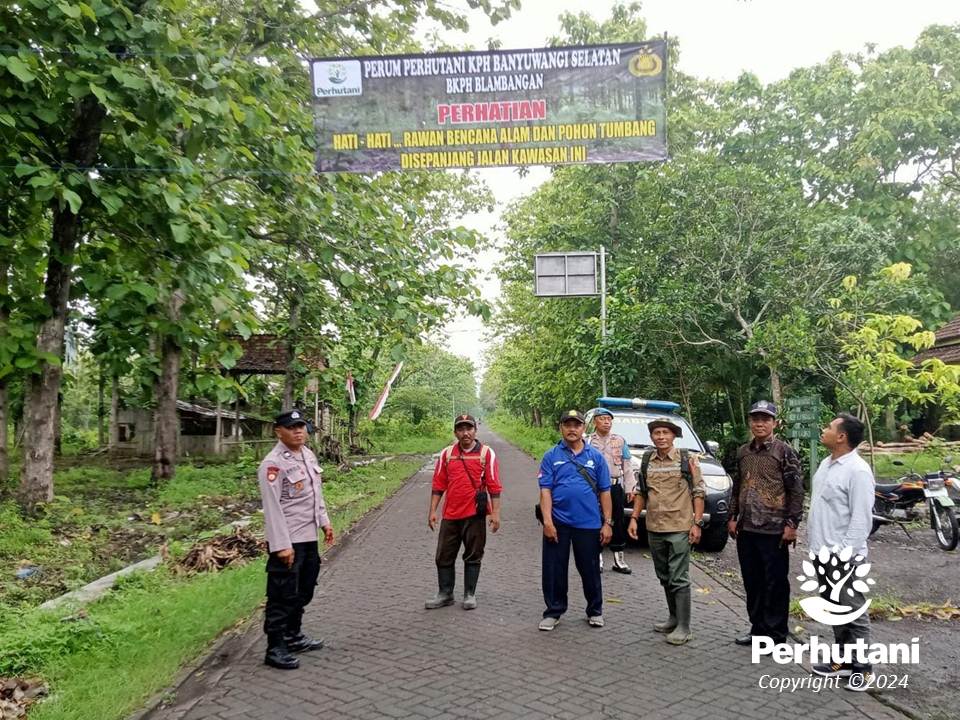 Perhutani
PERUM PERHUTANI KPH BANYUWANGI SELATAN
BKPH BLAMBANGAN
PERHATIAN
HATI - HATI ... RAWAN BENCANA ALAM DAN POHON TUMBANG
DISEPANJANG JALAN KAWASAN INI
Perhutani
Copyright ©2024